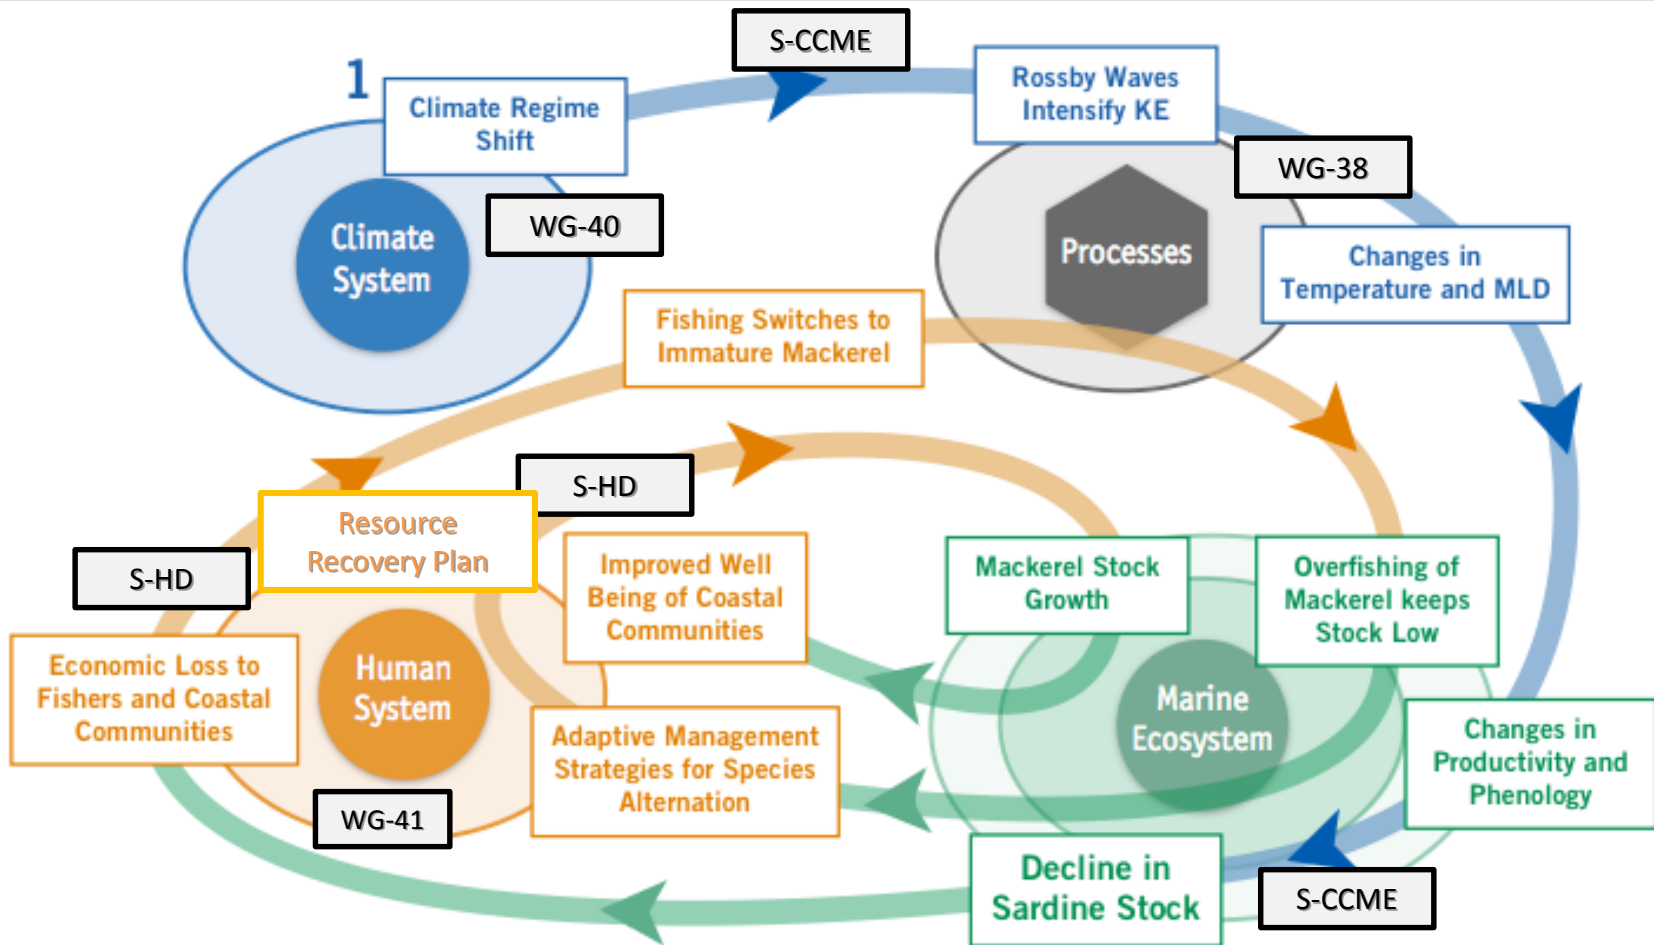 S-CCME
1
Climate Regime
Shift
Rossby Waves
Intensify KE
WG-38
WG-40
Climate
System
Processes
Changes in
Temperature and MLD
Fishing Switches to
Immature Mackerel
S-HD
Resource
Recovery Plan
S-HD
Improved Well
Being of Coastal
Communities
Mackerel Stock
Growth
Overfishing of
Mackerel keeps
Stock Low
Economic Loss to
Fishers and Coastal
Communities
Human
System
Marine
Ecosystem
Adaptive Management
Strategies for Species
Alternation
Changes in
Productivity and
Phenology
WG-41
Decline in
Sardine Stock
S-CCME